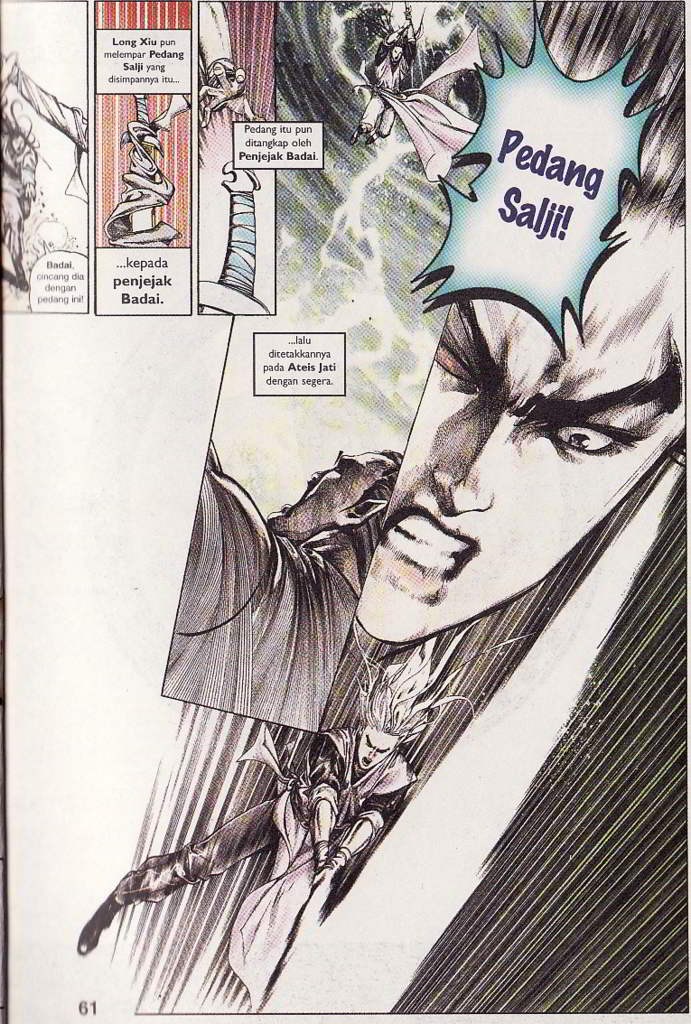 Badai,
cincang dia
dengan
pedang ini!
Long Xiu pun
melempar Pedang
Salji yang
disimpannya itu...
...kepada
penjejak
Badai.
Pedang itu pun
ditangkap oleh
Penjejak Badai.
Pedang
Salji!
...lalu
ditetakkannya
pada Ateis Jati
dengan segera.
61